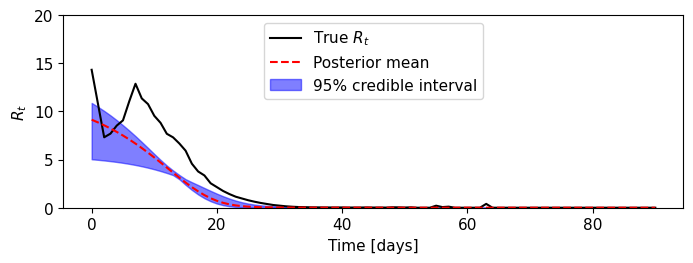 20
15
10
5
0
R_t
True R_t
Posterior mean
95% credible interval
0 20 40 60 80
Time [days]